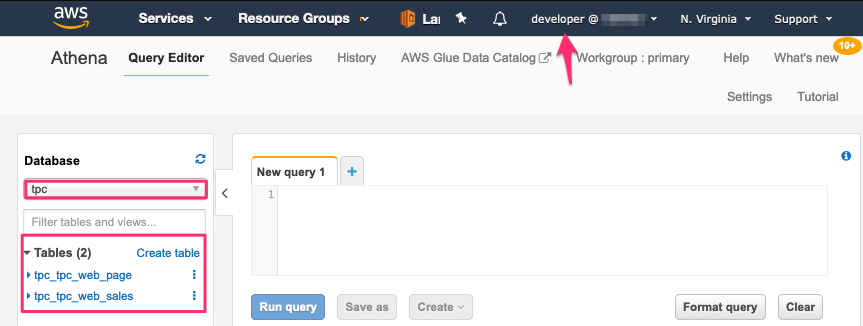 aws Services Resource Groups developer @ N. Virginia Support
Athena Query Editor Saved Queries History AWS Glue Data Catalog Workgroup : primary Help What's new 10+
Settings Tutorial
Database
tpc
Filter tables and views...
Tables (2) Create table
tpc_tpc_web_page
tpc_tpc_web_sales
New query 1 +
1
Run query Save as Create Format query Clear